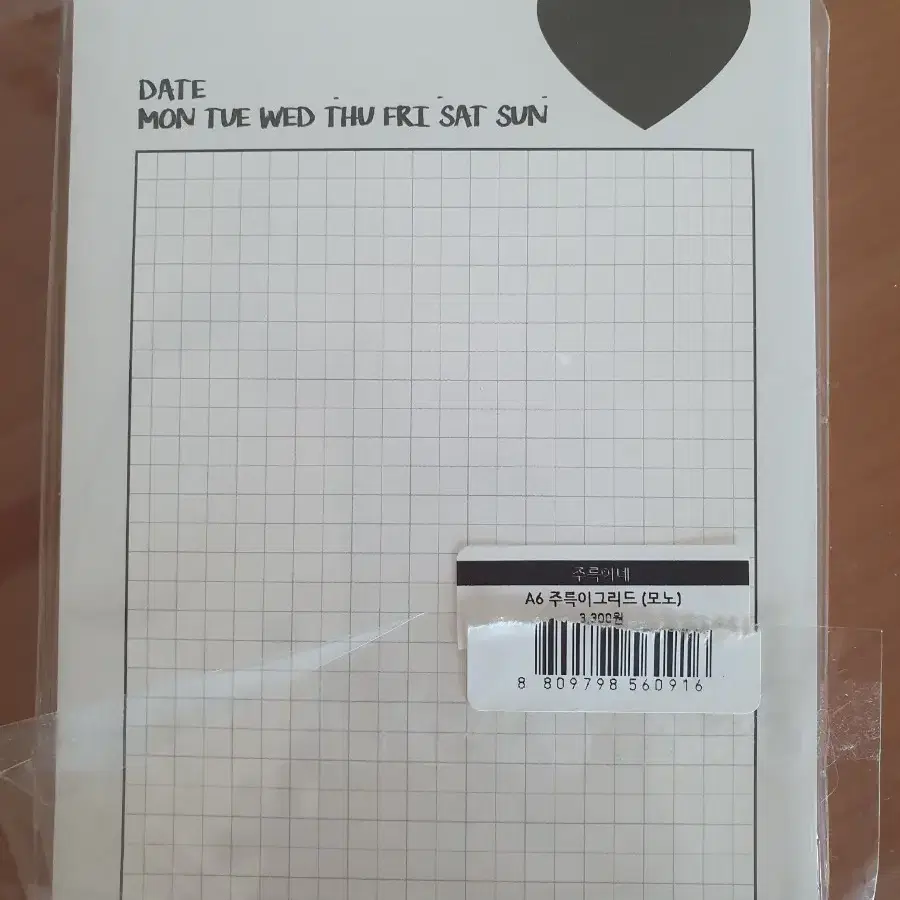 DATE
MON TUE WED THU FRI SAT SUN
주륵이네
A6 주륵이그리드 (모노)
3,300원
8 809798 560916